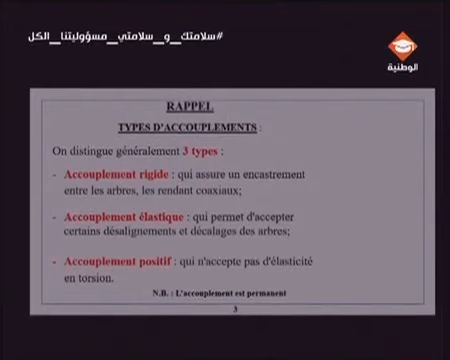 #سلامتك_و_سلامتي_مسؤوليتنا_الكل
الوطنية
RAPPEL
TYPES D'ACCOUPLEMENTS :
On distingue généralement 3 types :
- Accouplement rigide : qui assure un encastrement
entre les arbres, les rendant coaxiaux;
- Accouplement élastique : qui permet d'accepter
certains désalignements et décalages des arbres;
- Accouplement positif : qui n'accepte pas d'élasticité
en torsion.
N.B. : L'accouplement est permanent
3